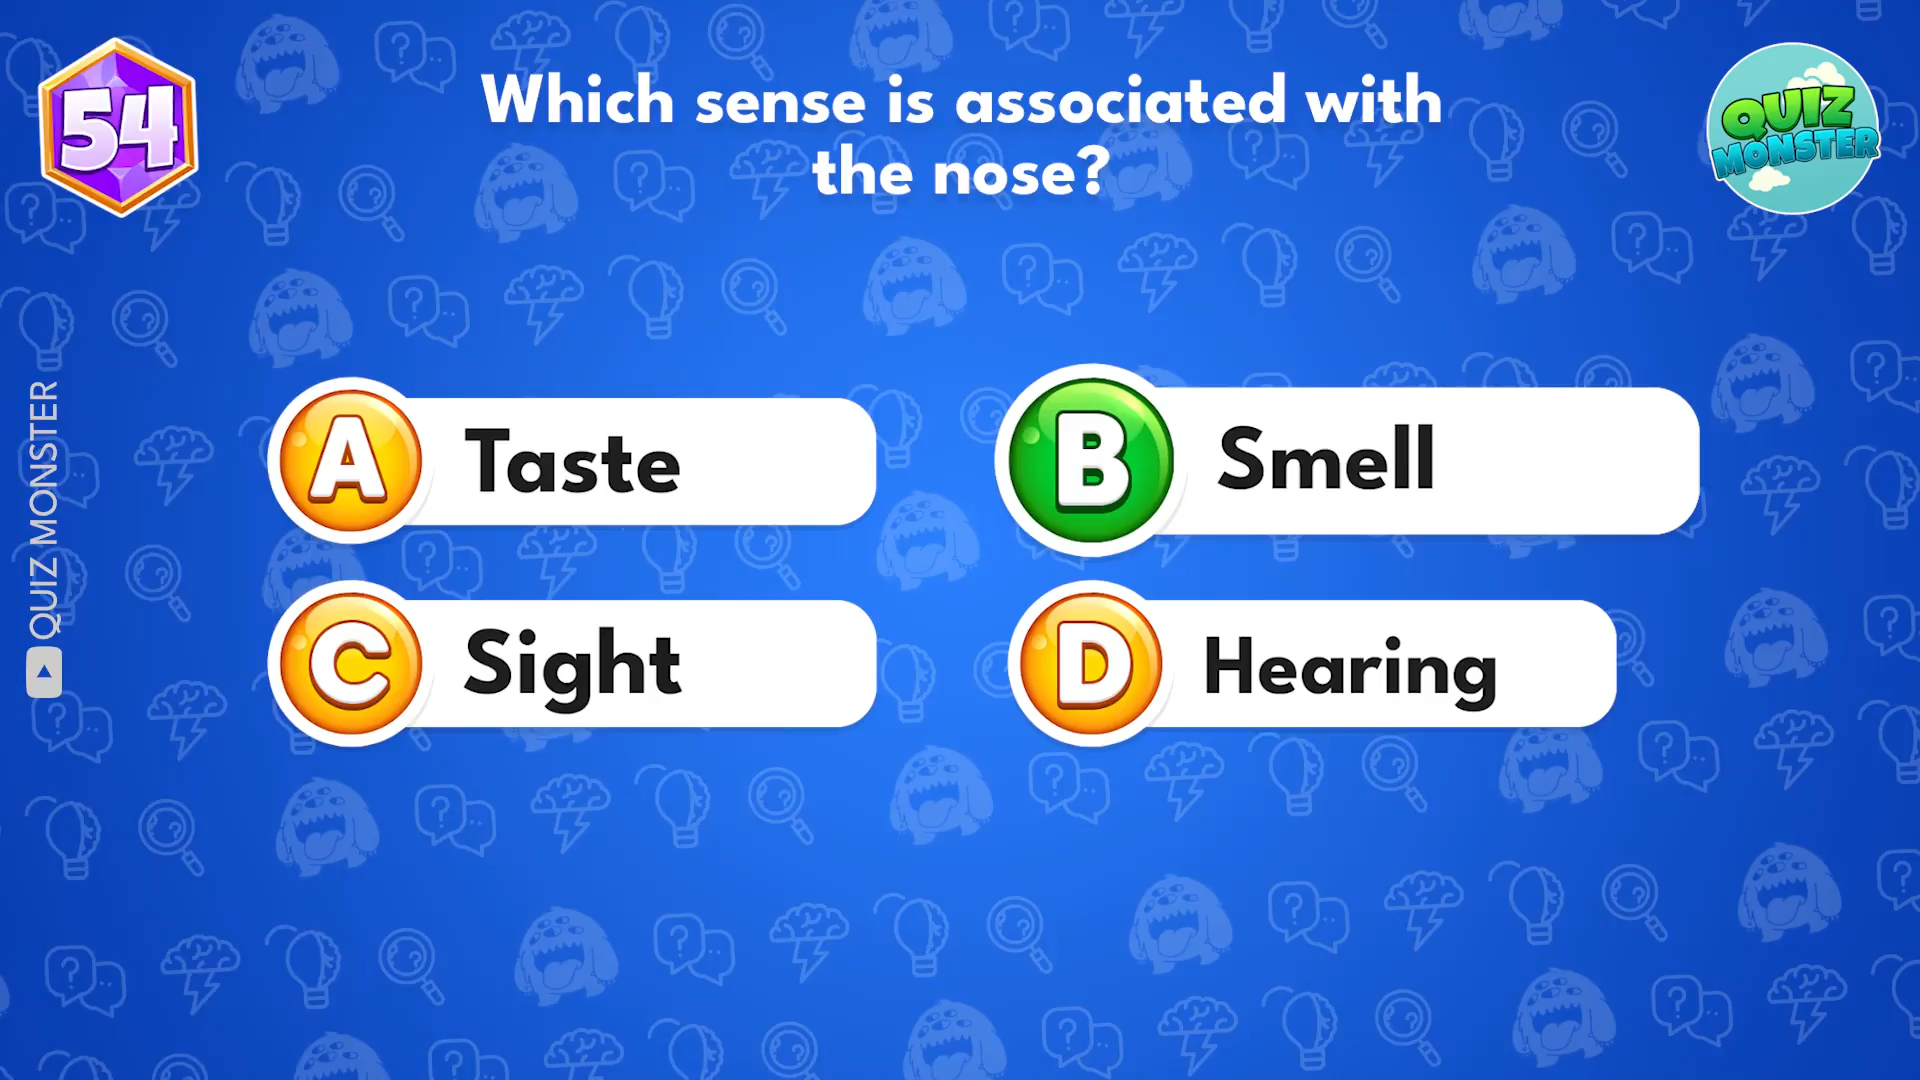 54
Which sense is associated with
the nose?
QUIZ
MONSTER
A Taste
B Smell
C Sight
D Hearing
QUIZ MONSTER